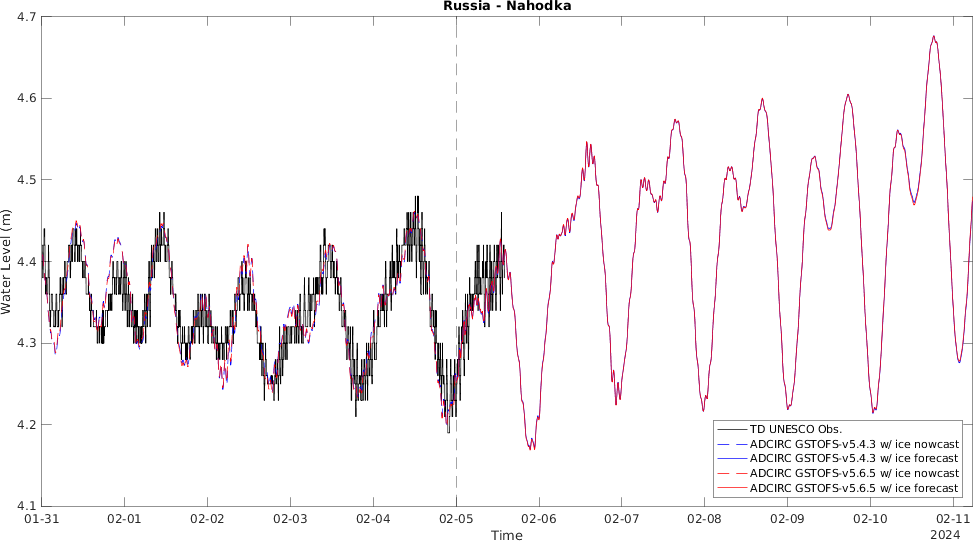 Russia - Nahodka
4.7
4.6
4.5
4.4
4.3
4.2
4.1
Water Level (m)
TD UNESCO Obs.
ADCIRC GSTOFS-v5.4.3 w/ ice nowcast
ADCIRC GSTOFS-v5.4.3 w/ ice forecast
ADCIRC GSTOFS-v5.6.5 w/ ice nowcast
ADCIRC GSTOFS-v5.6.5 w/ ice forecast
01-31 02-01 02-02 02-03 02-04 02-05 02-06 02-07 02-08 02-09 02-10 02-11
Time
2024